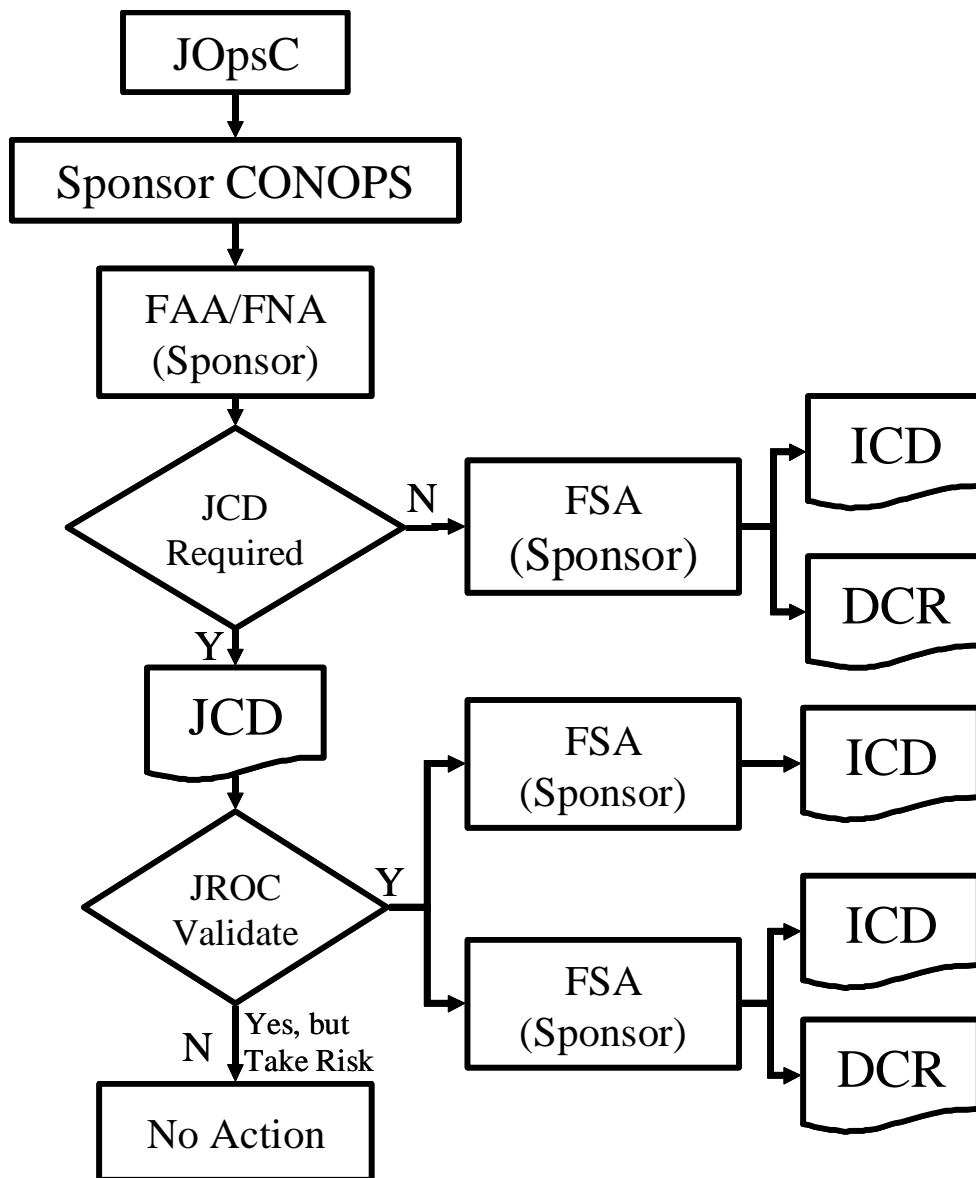 JOpsC
Sponsor CONOPS
FAA/FNA
(Sponsor)
JCD
Required
N
FSA
(Sponsor)
ICD
DCR
Y
JCD
JROC
Validate
Y
FSA
(Sponsor)
ICD
FSA
(Sponsor)
ICD
DCR
N
Yes, but
Take Risk
No Action